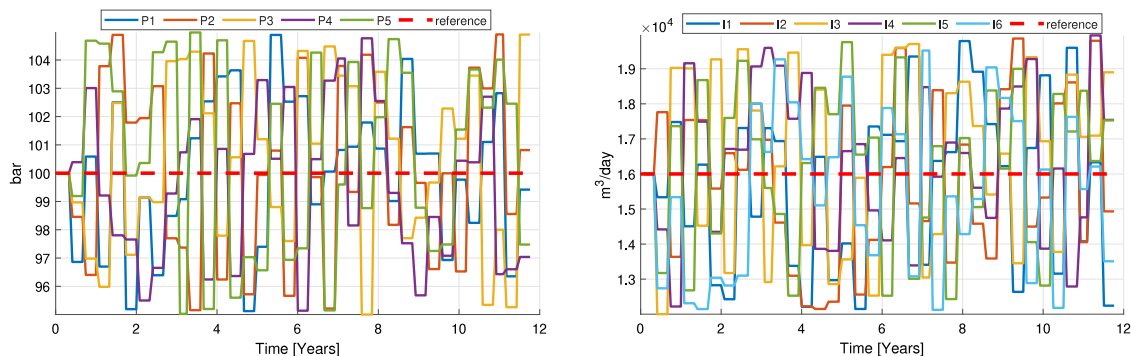 P1 P2 P3 P4 P5 reference
104
103
102
101
100
99
98
97
96
bar
0 2 4 6 8 10 12
Time [Years]
×10⁴
I1 I2 I3 I4 I5 I6 reference
1.9
1.8
1.7
1.6
1.5
1.4
1.3
m³/day
0 2 4 6 8 10 12
Time [Years]